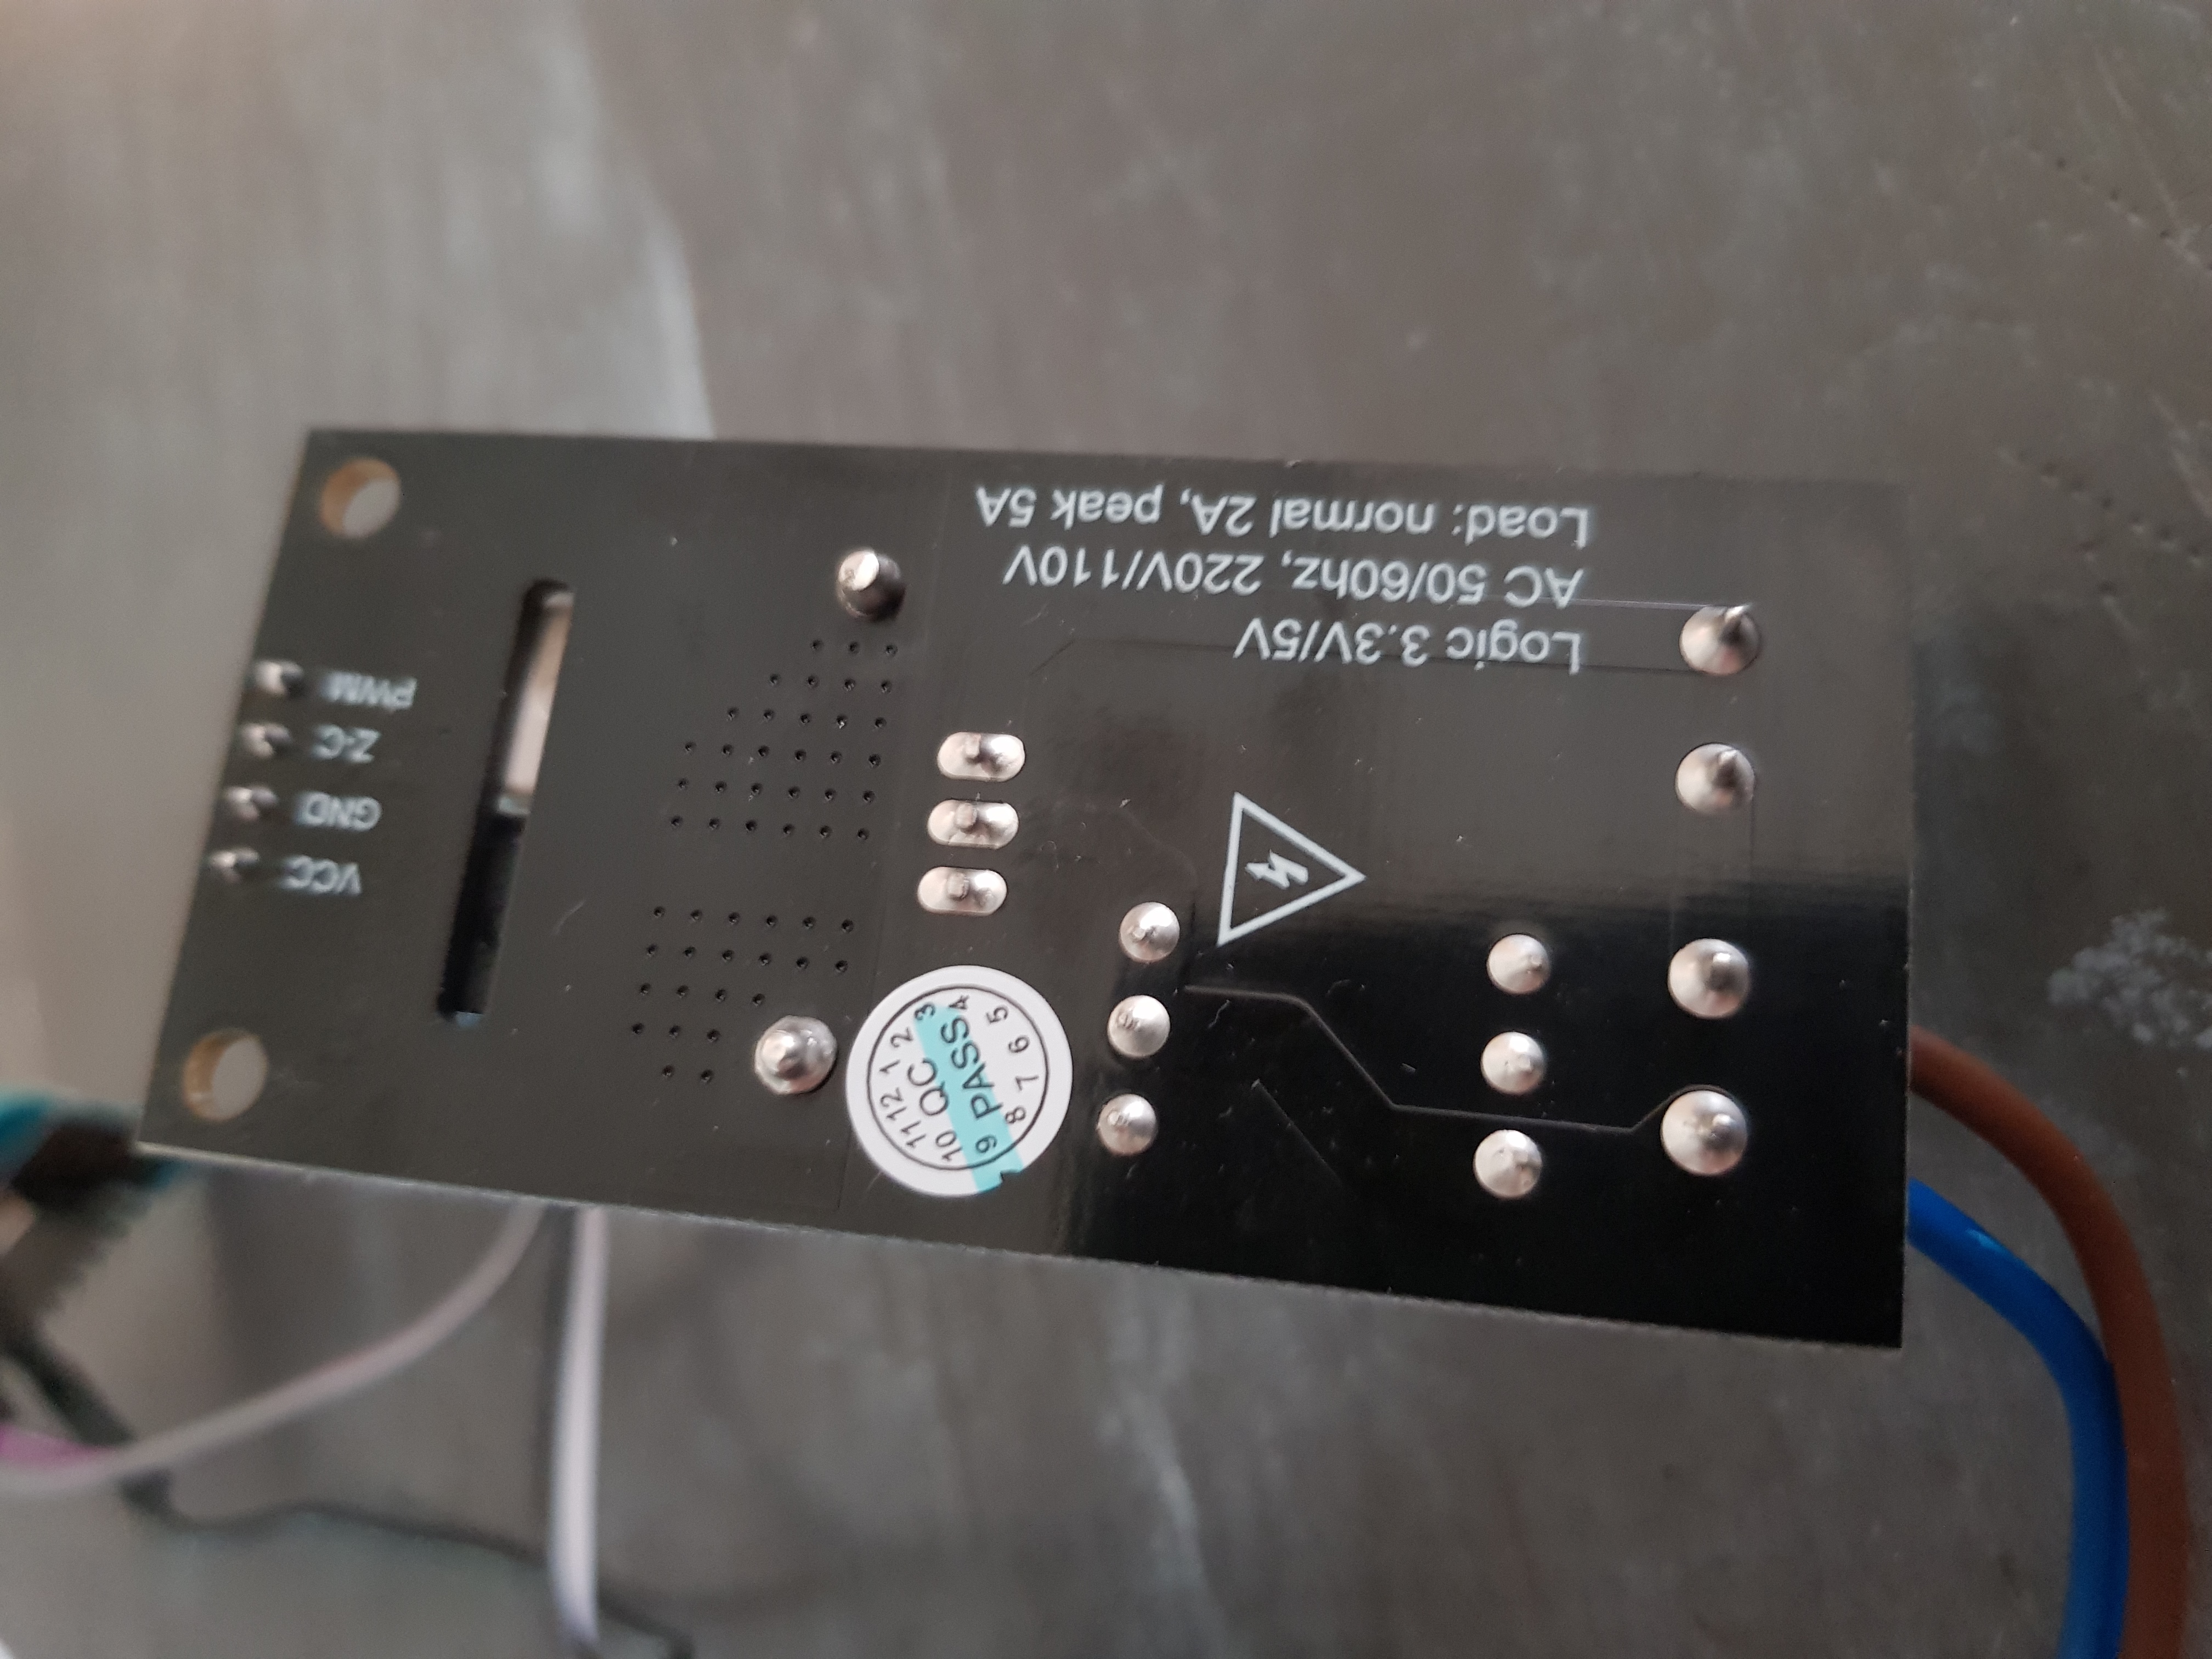 VCC
GND
Z-C
PWM
11 12 1 2 3 4 5 6 7 8 9 10
QC
PASS
Logic 3.3V/5V
AC 50/60hz, 220V/110V
Load: normal 2A, peak 5A